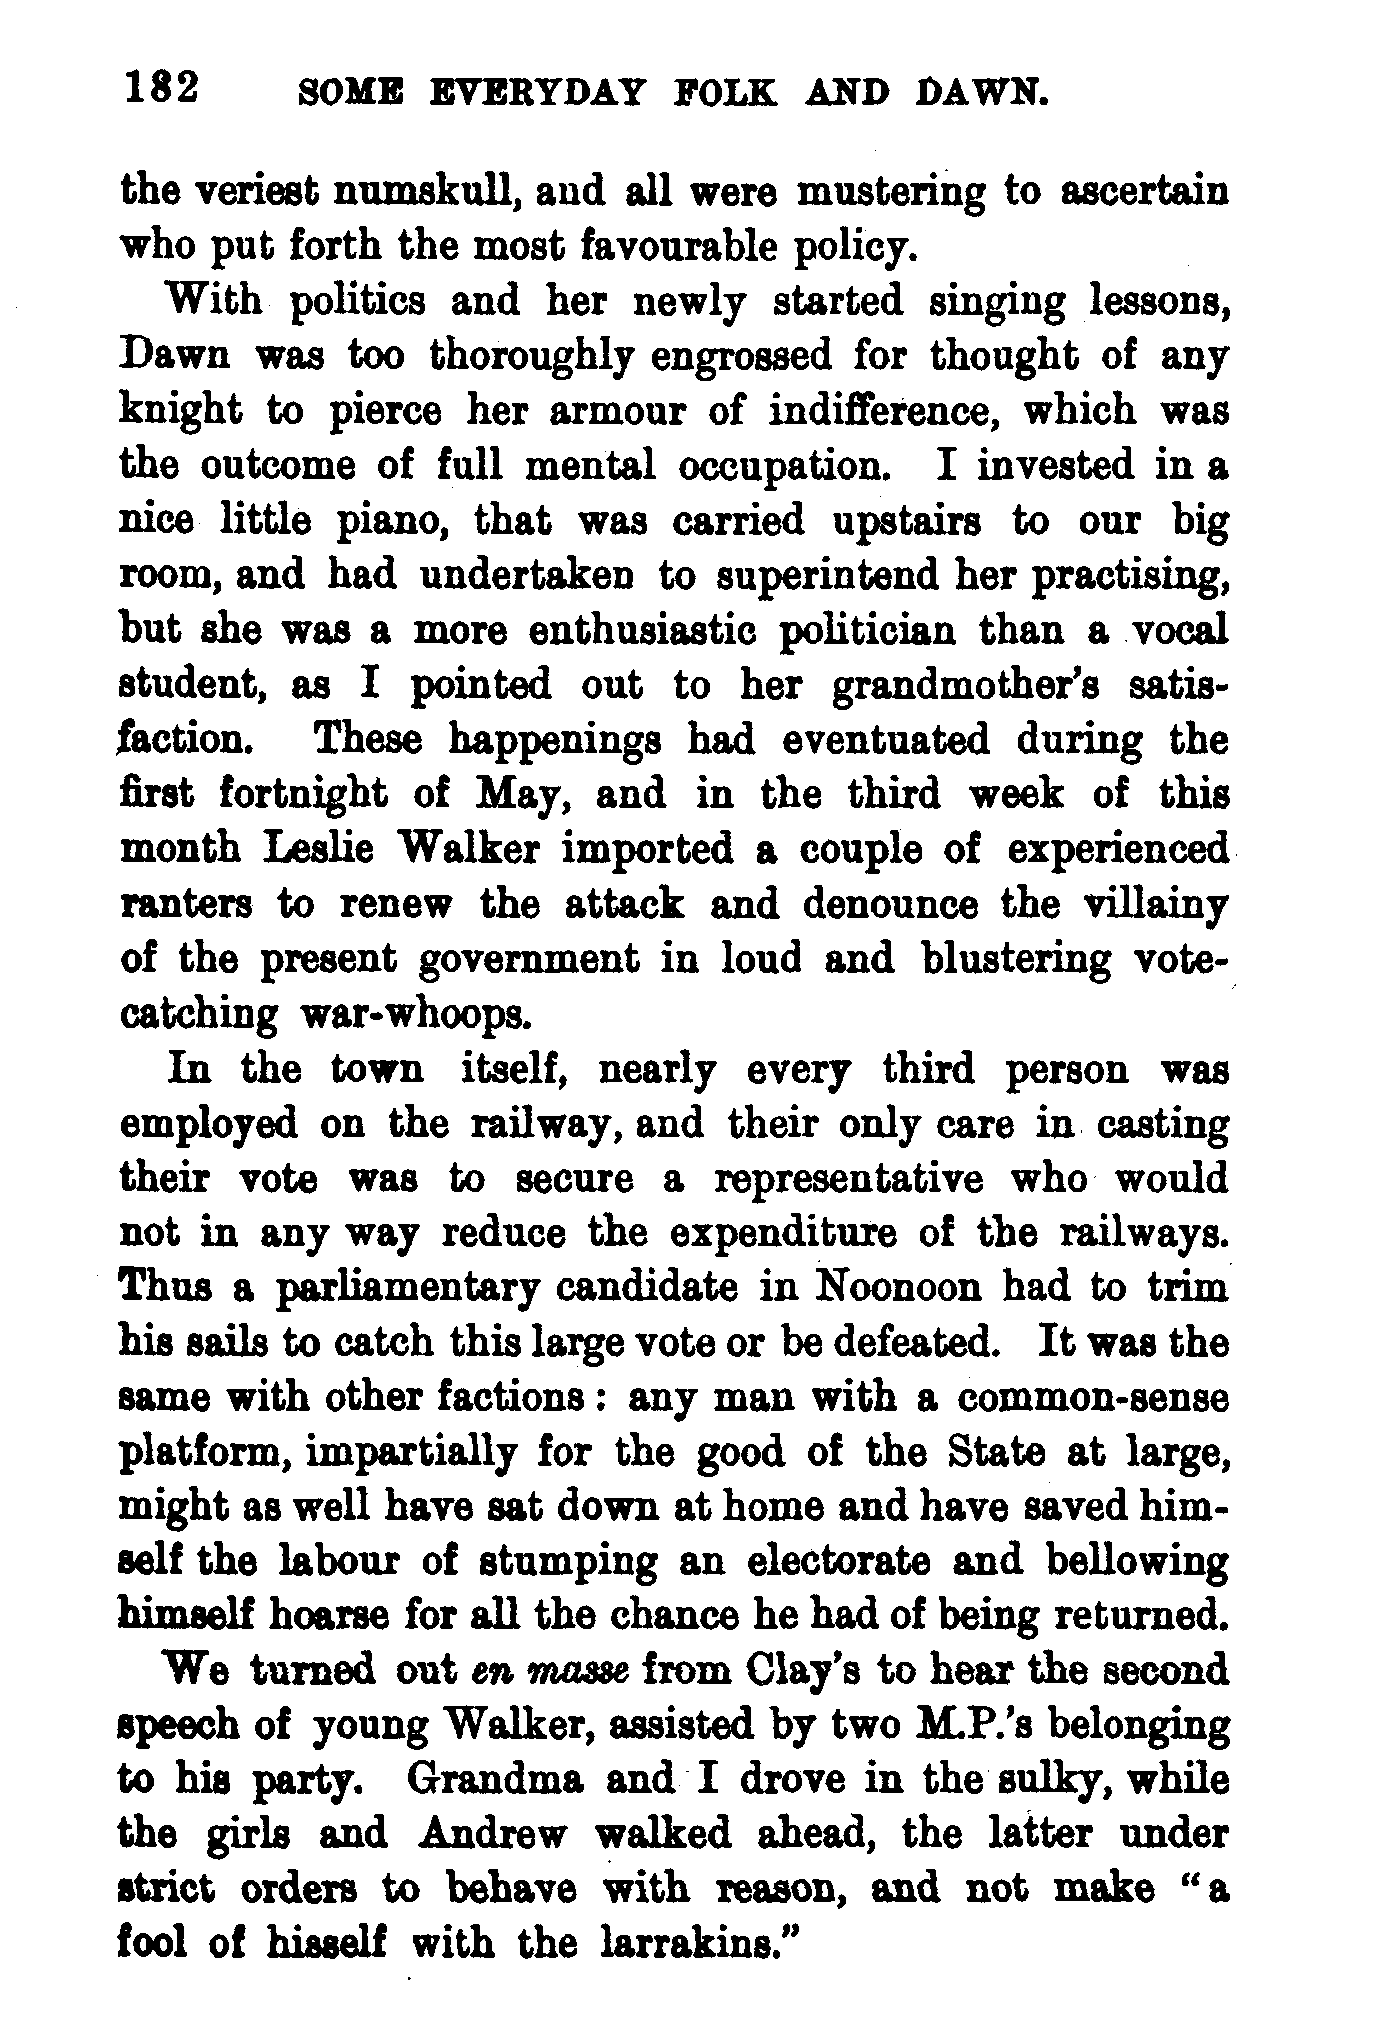 182 SOME EVERYDAY FOLK AND DAWN.
the veriest numskull, and all were mustering to ascertain
who put forth the most favourable policy.
With politics and her newly started singing lessons,
Dawn was too thoroughly engrossed for thought of any
knight to pierce her armour of indifference, which was
the outcome of full mental occupation. I invested in a
nice little piano, that was carried upstairs to our big
room, and had undertaken to superintend her practising,
but she was a more enthusiastic politician than a vocal
student, as I pointed out to her grandmother's satis-
faction. These happenings had eventuated during the
first fortnight of May, and in the third week of this
month Leslie Walker imported a couple of experienced
ranters to renew the attack and denounce the villainy
of the present government in loud and blustering vote-
catching war-whoops.
In the town itself, nearly every third person was
employed on the railway, and their only care in casting
their vote was to secure a representative who would
not in any way reduce the expenditure of the railways.
Thus a parliamentary candidate in Noonoon had to trim
his sails to catch this large vote or be defeated. It was the
same with other factions: any man with a common-sense
platform, impartially for the good of the State at large,
might as well have sat down at home and have saved him-
self the labour of stumping an electorate and bellowing
himself hoarse for all the chance he had of being returned.
We turned out en masse from Clay's to hear the second
speech of young Walker, assisted by two M.P.'s belonging
to his party. Grandma and I drove in the sulky, while
the girls and Andrew walked ahead, the latter under
strict orders to behave with reason, and not make "a
fool of hisself with the larrakins."